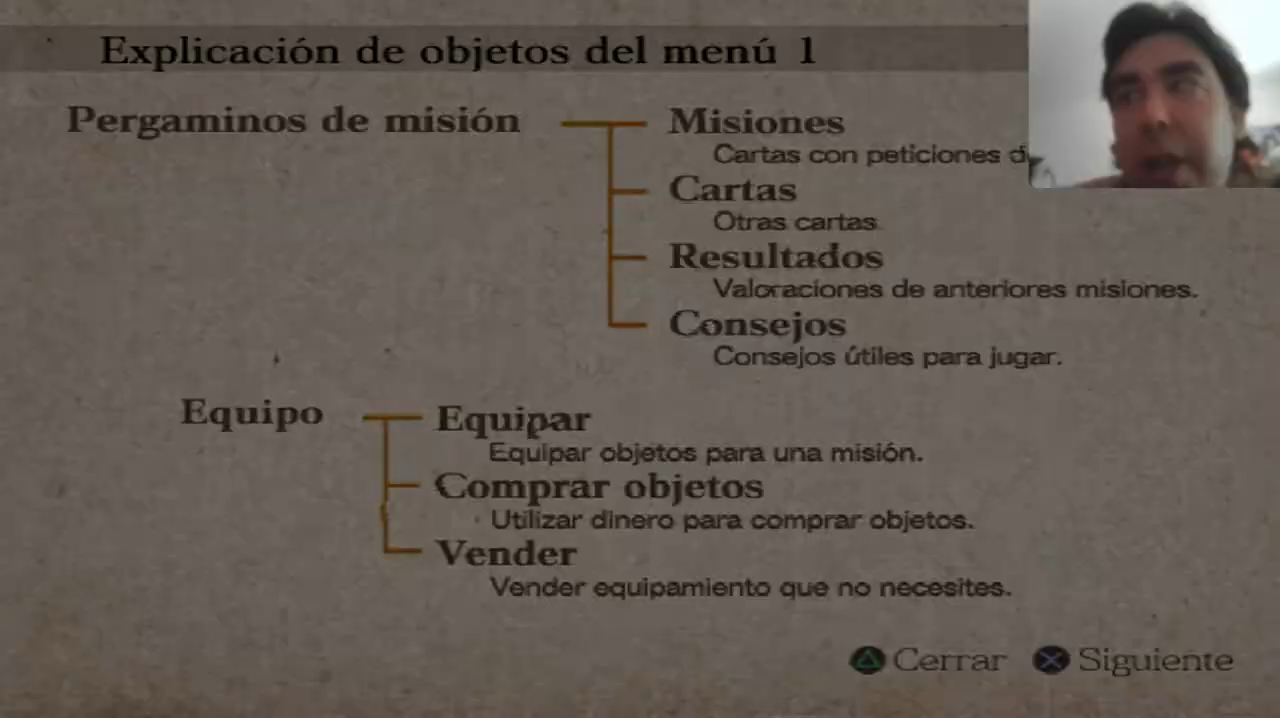 Explicación de objetos del menú 1
Pergaminos de misión
Misiones
Cartas con peticiones
Cartas
Otras cartas.
Resultados
Valoraciones de anteriores misiones.
Consejos
Consejos útiles para jugar.
Equipo
Equipar
Equipar objetos para una misión.
Comprar objetos
Utilizar dinero para comprar objetos.
Vender
Vender equipamiento que no necesites.
Cerrar
Siguiente